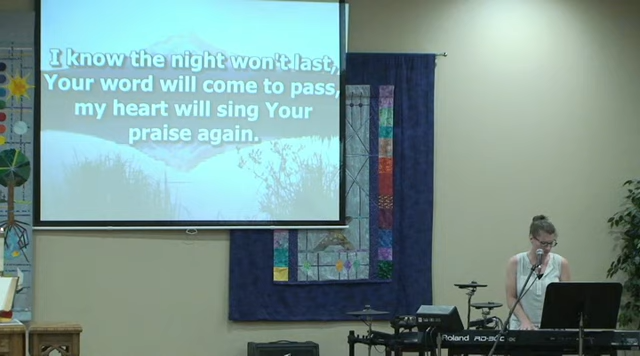 I know the night won't last,
Your word will come to pass,
my heart will sing Your
praise again.
Roland